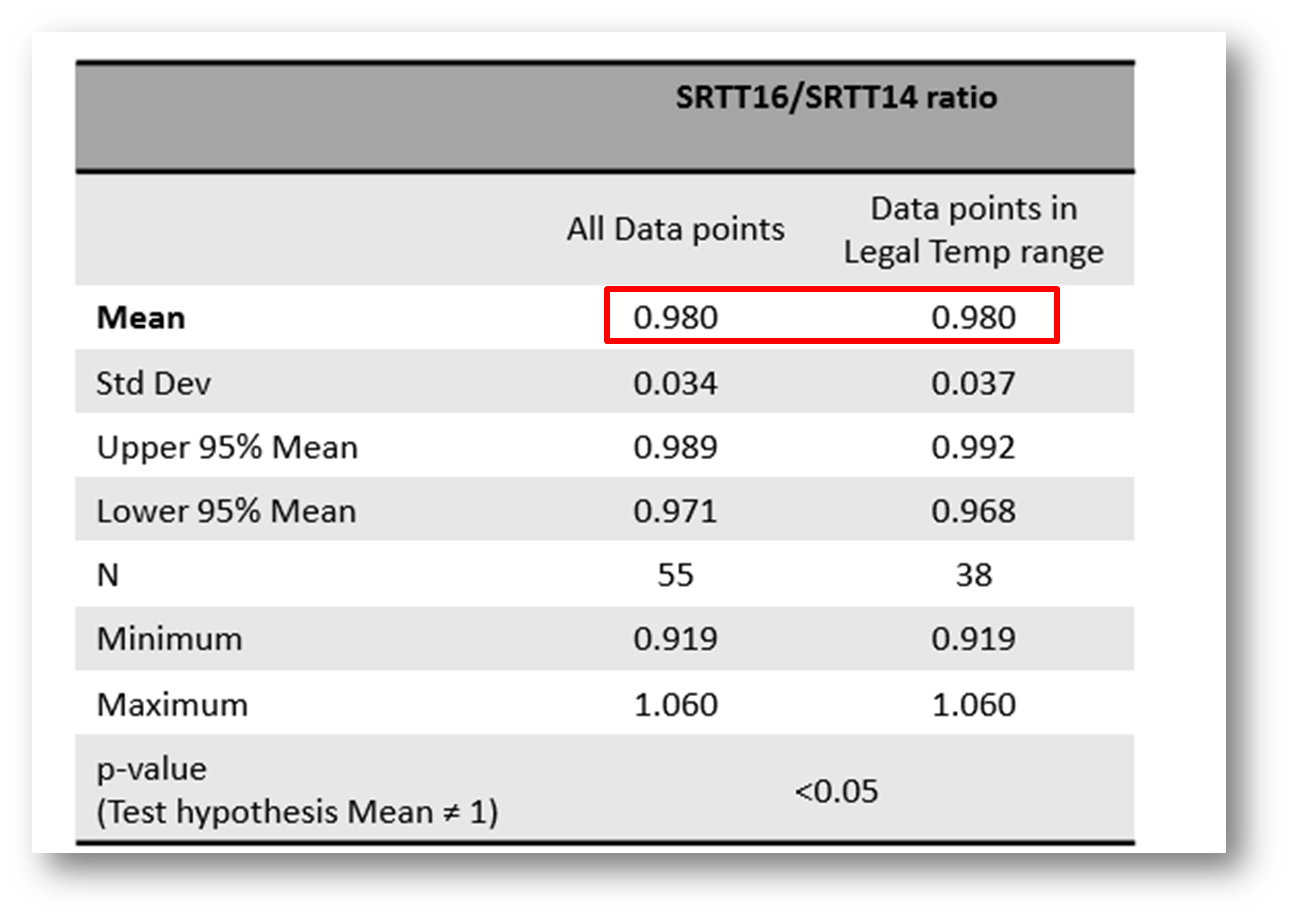 SRTT16/SRTT14 ratio
All Data points
Data points in
Legal Temp range
Mean 0.980 0.980
Std Dev 0.034 0.037
Upper 95% Mean 0.989 0.992
Lower 95% Mean 0.971 0.968
N 55 38
Minimum 0.919 0.919
Maximum 1.060 1.060
p-value
(Test hypothesis Mean ≠ 1)
<0.05